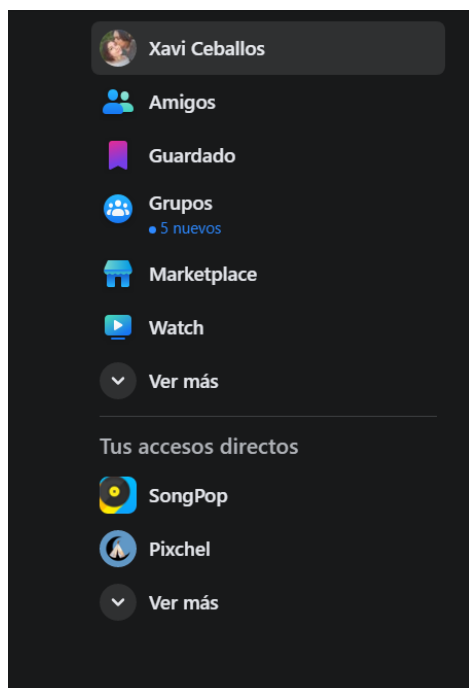 Xavi Ceballos
Amigos
Guardado
Grupos
5 nuevos
Marketplace
Watch
Ver más
Tus accesos directos
SongPop
Pixchel
Ver más